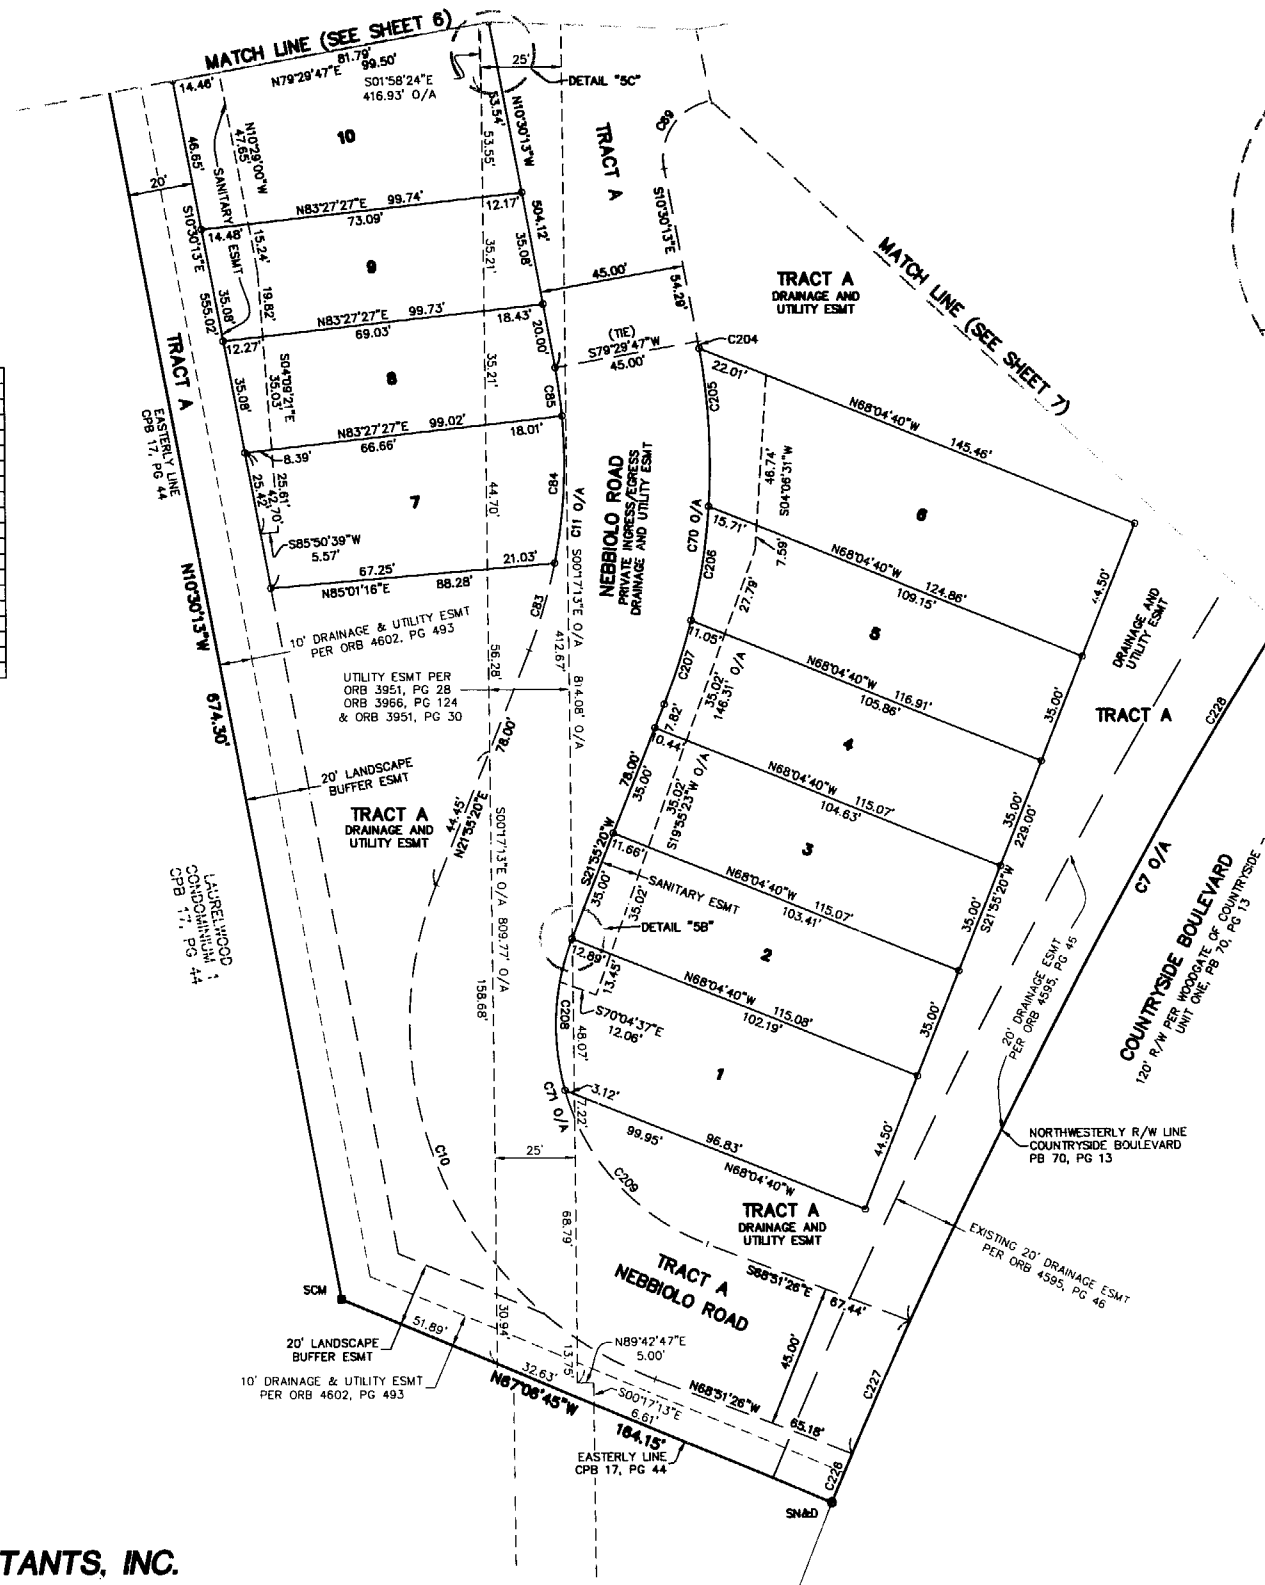 MATCH LINE (SEE SHEET 6)
81.79'
N79°29'47"E 99.50'
14.46'
S01°58'24"E
416.93' O/A
25'
DETAIL "5C"
53.54'
53.55'
N10°30'13"W
10
46.65'
N10°29'00"W
47.65'
SANITARY ESMT
20'
N83°27'27"E 99.74'
73.09'
12.17'
14.48'
S10°30'13"E
555.02'
15.24'
9
35.21'
504.12'
35.08'
35.08'
19.82'
N83°27'27"E 99.73'
69.03'
18.43'
12.27'
20.00'
TRACT A
C89
S10°30'13"E
54.29'
45.00'
(TIE)
S79°29'47"W
45.00'
C204
TRACT A
DRAINAGE AND
UTILITY ESMT
MATCH LINE (SEE SHEET 7)
TRACT A
EASTERLY LINE
CPB 17, PG 44
35.08'
S04°09'21"E
35.03'
8
35.21'
C85
N83°27'27"E 99.02'
66.66'
18.01'
8.39'
25.42'
25.61'
42.70'
7
44.70'
C84
S85°50'39"W
5.57'
67.25'
21.03'
N85°01'16"E 88.28'
C83
C11 O/A
S00°17'13"E O/A
412.67'
814.08' O/A
NEBBIOLO ROAD
PRIVATE INGRESS/EGRESS
DRAINAGE AND UTILITY ESMT
C205
22.01'
N68°04'40"W
145.46'
46.74'
S04°06'31"W
6
C70 O/A
C206
15.71'
7.59'
N68°04'40"W
124.86'
109.15'
44.50'
27.79'
5
DRAINAGE AND
UTILITY ESMT
TRACT A
C228
11.05'
C207
35.02'
146.31' O/A
N68°04'40"W
116.91'
105.86'
35.00'
4
7.82'
10.44'
78.00'
35.00'
35.02'
S19°55'23"W O/A
N68°04'40"W
115.07'
104.63'
35.00'
229.00'
3
S21°55'20"W
11.66'
35.00'
35.02'
SANITARY ESMT
N68°04'40"W
115.07'
103.41'
35.00'
S21°55'20"W
DETAIL "5B"
2
12.89'
13.45'
N68°04'40"W
115.08'
102.19'
35.00'
S70°04'37"E
12.06'
C208
48.07'
1
3.12'
C71 O/A
7.22'
99.95'
96.83'
N68°04'40"W
44.50'
N10°30'13"W
674.30'
10' DRAINAGE & UTILITY ESMT
PER ORB 4602, PG 493
UTILITY ESMT PER
ORB 3951, PG 28
ORB 3966, PG 124
& ORB 3951, PG 30
56.28'
78.00'
20' LANDSCAPE
BUFFER ESMT
TRACT A
DRAINAGE AND
UTILITY ESMT
44.45'
N21°55'20"E
S00°17'13"E O/A 809.77' O/A
158.68'
LAURELWOOD
CONDOMINIUM 1
CPB 17, PG 44
C7 O/A
COUNTRYSIDE BOULEVARD
120' R/W PER WOODGATE OF COUNTRYSIDE -
UNIT ONE, PB 70, PG 13
20' DRAINAGE ESMT
PER ORB 4595, PG 45
NORTHWESTERLY R/W LINE
COUNTRYSIDE BOULEVARD
PB 70, PG 13
C10
25'
C209
68.79'
TRACT A
DRAINAGE AND
UTILITY ESMT
EXISTING 20' DRAINAGE ESMT
PER ORB 4595, PG 46
S68°51'26"E
67.44'
TRACT A
NEBBIOLO ROAD
45.00'
SCM
20' LANDSCAPE
BUFFER ESMT
51.89'
30.94'
13.75'
N89°42'47"E
5.00'
10' DRAINAGE & UTILITY ESMT
PER ORB 4602, PG 493
32.63'
N67°06'45"W
184.15'
S00°17'13"E
6.61'
N68°51'26"W
65.18'
C227
C226
EASTERLY LINE
CPB 17, PG 44
SN&D
TANTS, INC.